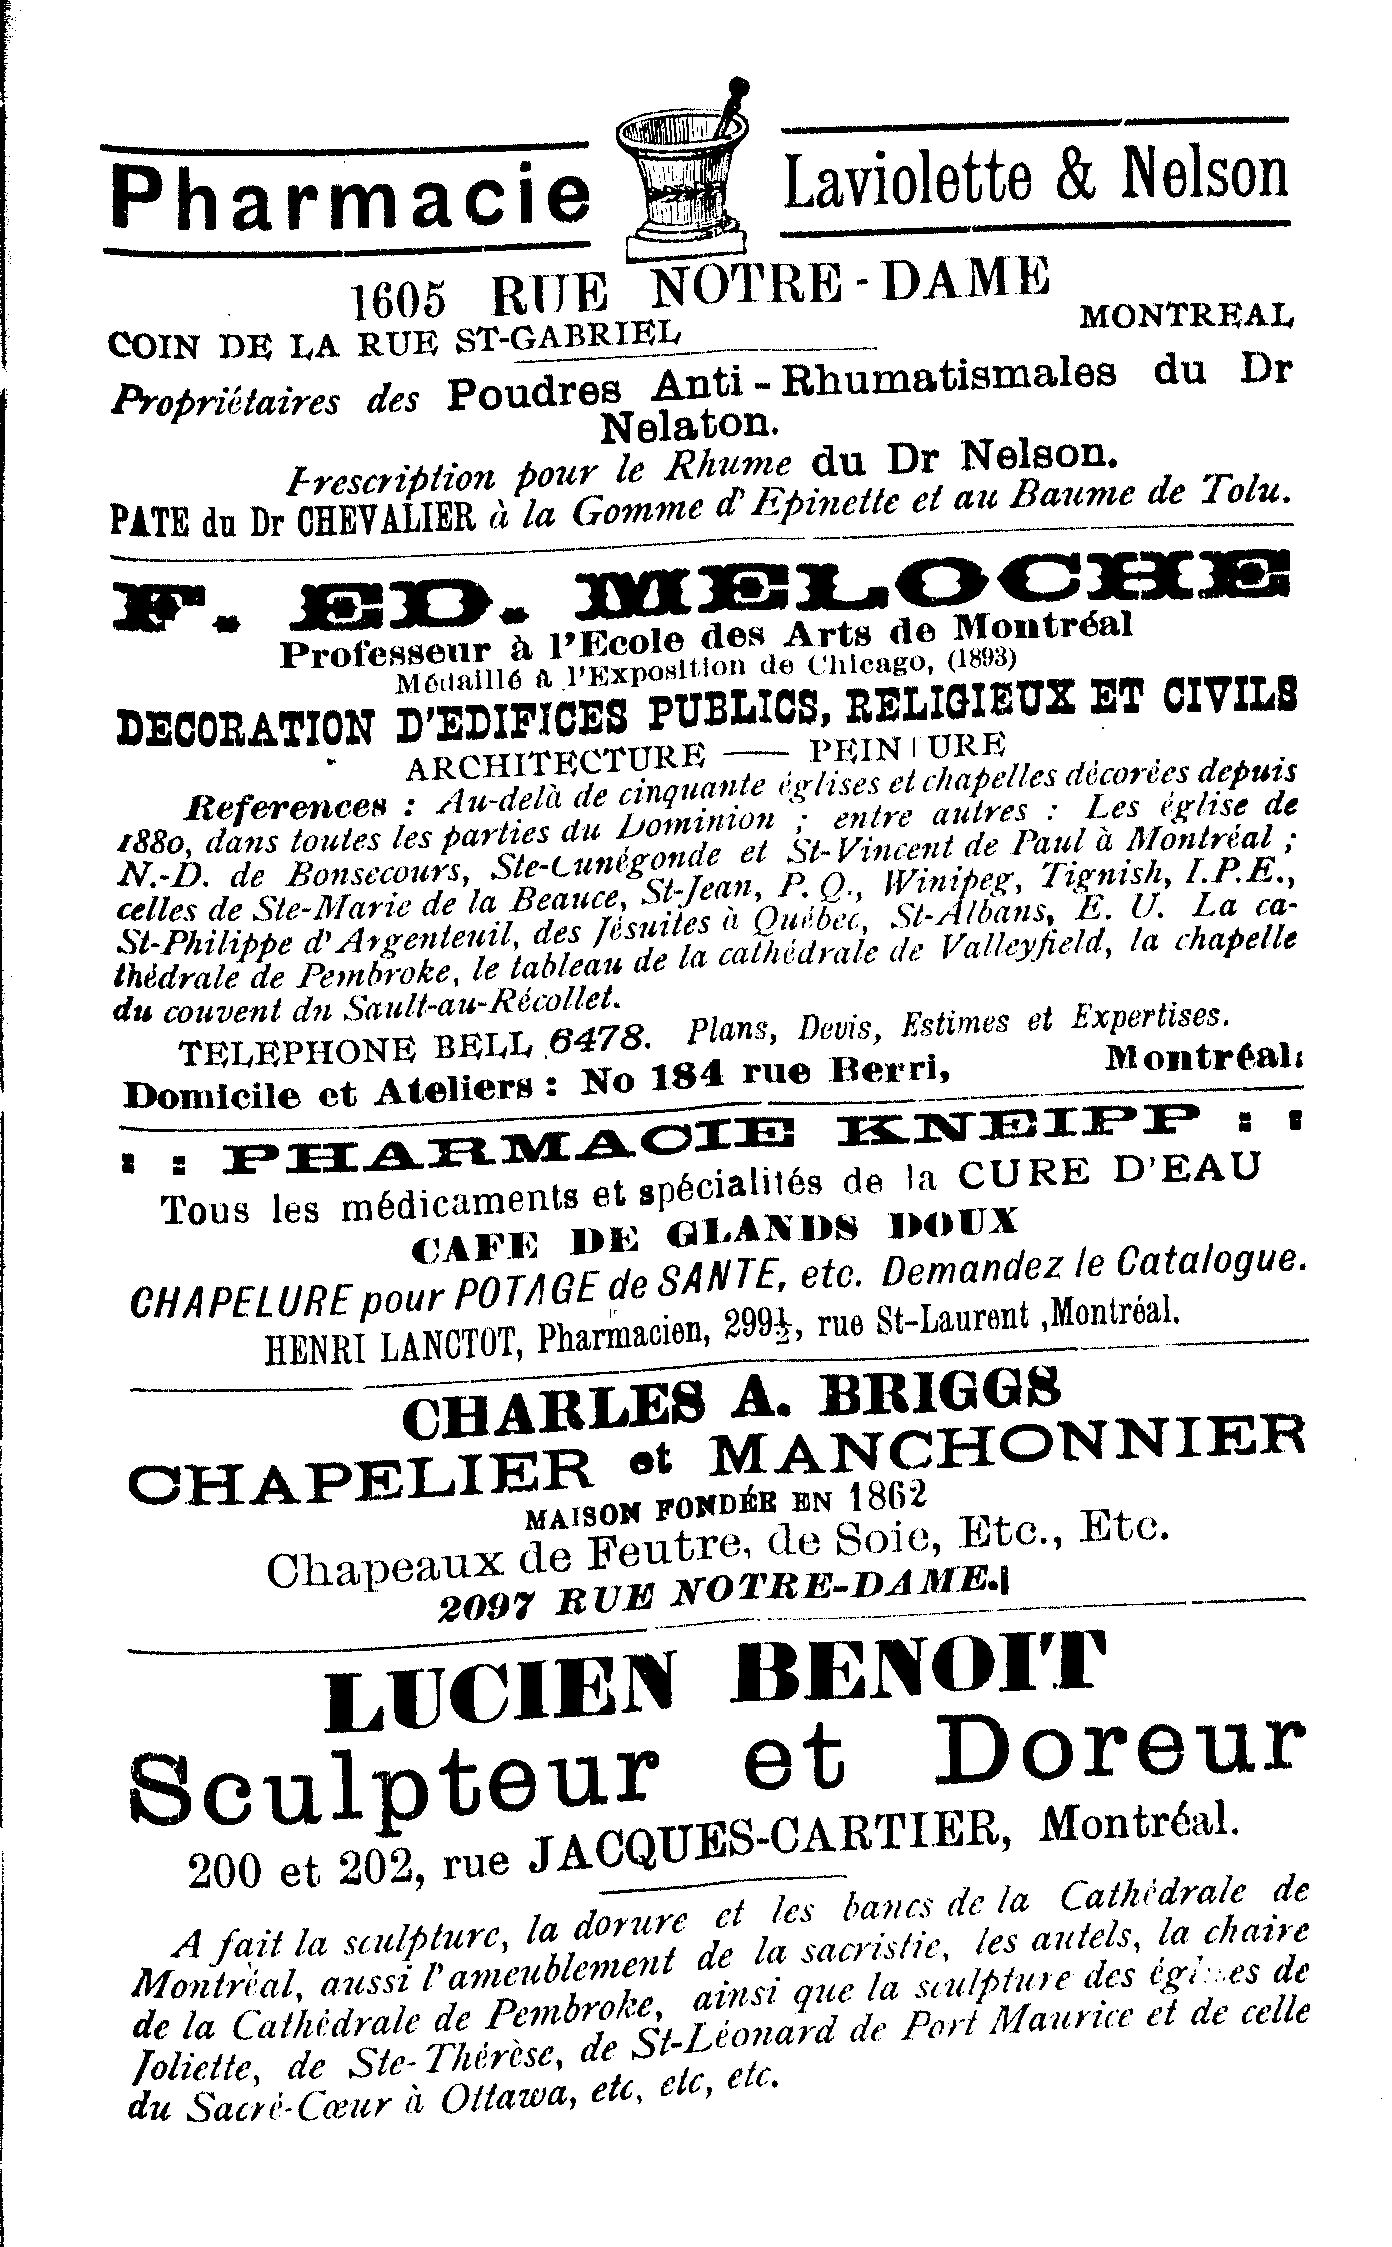 Pharmacie Laviolette & Nelson
1605 RUE NOTRE-DAME
COIN DE LA RUE ST-GABRIEL MONTREAL
Propriétaires des Poudres Anti-Rhumatismales du Dr
Nelaton.
Prescription pour le Rhume du Dr Nelson.
PATE du Dr CHEVALIER à la Gomme d'Epinette et au Baume de Tolu.
F. ED. MELOCHE
Professeur à l'Ecole des Arts de Montréal
Médaillé à l'Exposition de Chicago, (1893)
DECORATION D'EDIFICES PUBLICS, RELIGIEUX ET CIVILS
ARCHITECTURE — PEINTURE
References : Au-delà de cinquante églises et chapelles décorées depuis
1880, dans toutes les parties du Dominion ; entre autres : Les église de
N.-D. de Bonsecours, Ste-Cunégonde et St-Vincent de Paul à Montréal ;
celles de Ste-Marie de la Beauce, St-Jean, P. Q., Winipeg, Tignish, I.P.E.,
St-Philippe d'Argenteuil, des Jésuites à Québec, St-Albans, E. U. La ca-
thédrale de Pembroke, le tableau de la cathédrale de Valleyfield, la chapelle
du couvent du Sault-au-Récollet.
TELEPHONE BELL 6478. Plans, Devis, Estimes et Expertises.
Domicile et Ateliers : No 184 rue Berri, Montréal.
: : PHARMACIE KNEIPP : :
Tous les médicaments et spécialités de la CURE D'EAU
CAFE DE GLANDS DOUX
CHAPELURE pour POTAGE de SANTE, etc. Demandez le Catalogue.
HENRI LANCTOT, Pharmacien, 299½, rue St-Laurent ,Montréal.
CHARLES A. BRIGGS
CHAPELIER et MANCHONNIER
MAISON FONDÉE EN 1862
Chapeaux de Feutre, de Soie, Etc., Etc.
2097 RUE NOTRE-DAME.
LUCIEN BENOIT
Sculpteur et Doreur
200 et 202, rue JACQUES-CARTIER, Montréal.
A fait la sculpture, la dorure et les bancs de la Cathédrale de
Montréal, aussi l'ameublement de la sacristie, les autels, la chaire
de la Cathédrale de Pembroke, ainsi que la sculpture des églises de
Joliette, de Ste-Thérèse, de St-Léonard de Port Maurice et de celle
du Sacré-Cœur à Ottawa, etc, etc, etc.